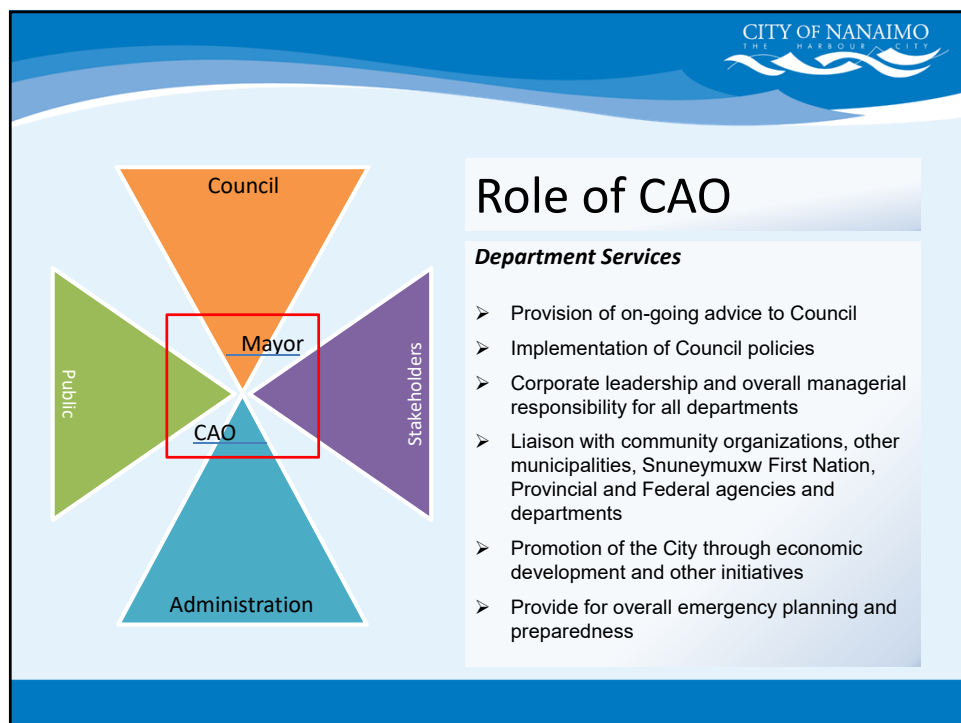 CITY OF NANAIMO
THE HARBOUR CITY
Council
Mayor
Public
Stakeholders
CAO
Administration
Role of CAO
Department Services
➢ Provision of on-going advice to Council
➢ Implementation of Council policies
➢ Corporate leadership and overall managerial
responsibility for all departments
➢ Liaison with community organizations, other
municipalities, Snuneymuxw First Nation,
Provincial and Federal agencies and
departments
➢ Promotion of the City through economic
development and other initiatives
➢ Provide for overall emergency planning and
preparedness